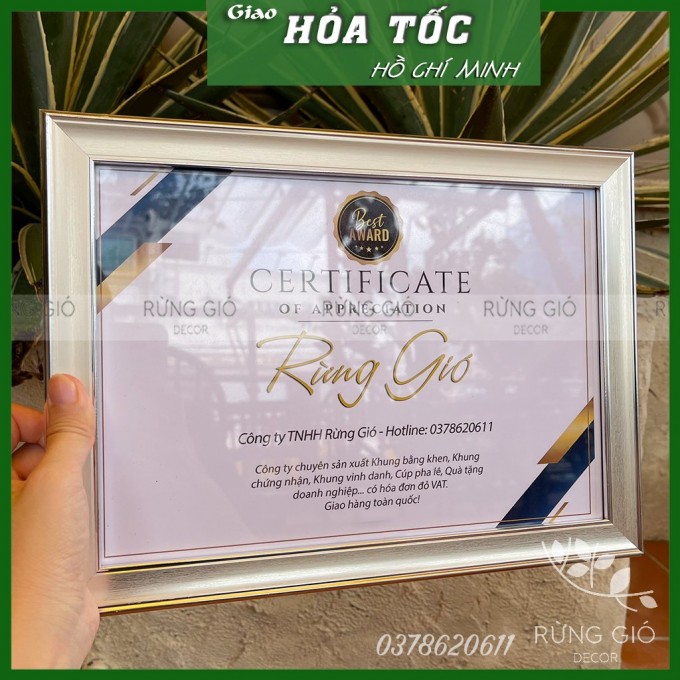 Giao
HỎA TỐC
HỒ CHÍ MINH
Best
AWARD
CERTIFICATE
OF APPRECIATION
RỪNG GIÓ
DECOR
RỪNG GIÓ
DECOR
RỪNG GIÓ
DECOR
Rừng Gió
Công ty TNHH Rừng Gió - Hotline: 0378620611
Công ty chuyên sản xuất Khung bằng khen, Khung
chứng nhận, Khung vinh danh, Cúp pha lê, Quà tặng
doanh nghiệp... có hóa đơn đỏ VAT.
Giao hàng toàn quốc!
0378620611
RỪNG GIÓ
DECOR